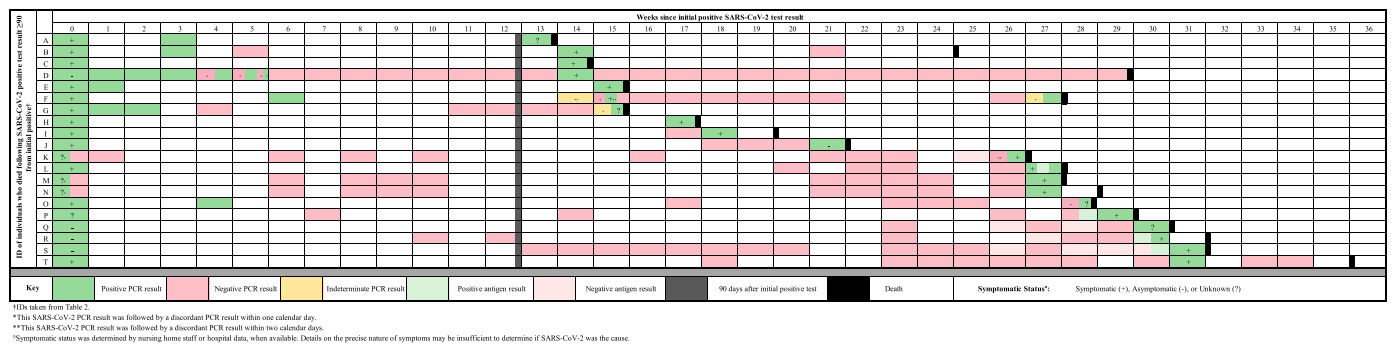 Weeks since initial positive SARS-CoV-2 test result
ID of individuals who died following SARS-CoV-2 positive test result ≥90
from initial positive†
0 1 2 3 4 5 6 7 8 9 10 11 12 13 14 15 16 17 18 19 20 21 22 23 24 25 26 27 28 29 30 31 32 33 34 35 36
A + ?
B + +
C + +
D - +
E + +
F +
G + ?
H + +
I + +
J + -
K ? +
L + +
M ? +
N ? +
O + ?
P ? +
Q - ?
R - +
S - +
T + +
Key Positive PCR result Negative PCR result Indeterminate PCR result Positive antigen result Negative antigen result 90 days after initial positive test Death Symptomatic Status°: Symptomatic (+), Asymptomatic (-), or Unknown (?)
†IDs taken from Table 2.
*This SARS-CoV-2 PCR result was followed by a discordant PCR result within one calendar day.
**This SARS-CoV-2 PCR result was followed by a discordant PCR result within two calendar days.
°Symptomatic status was determined by nursing home staff or hospital data, when available. Details on the precise nature of symptoms may be insufficient to determine if SARS-CoV-2 was the cause.